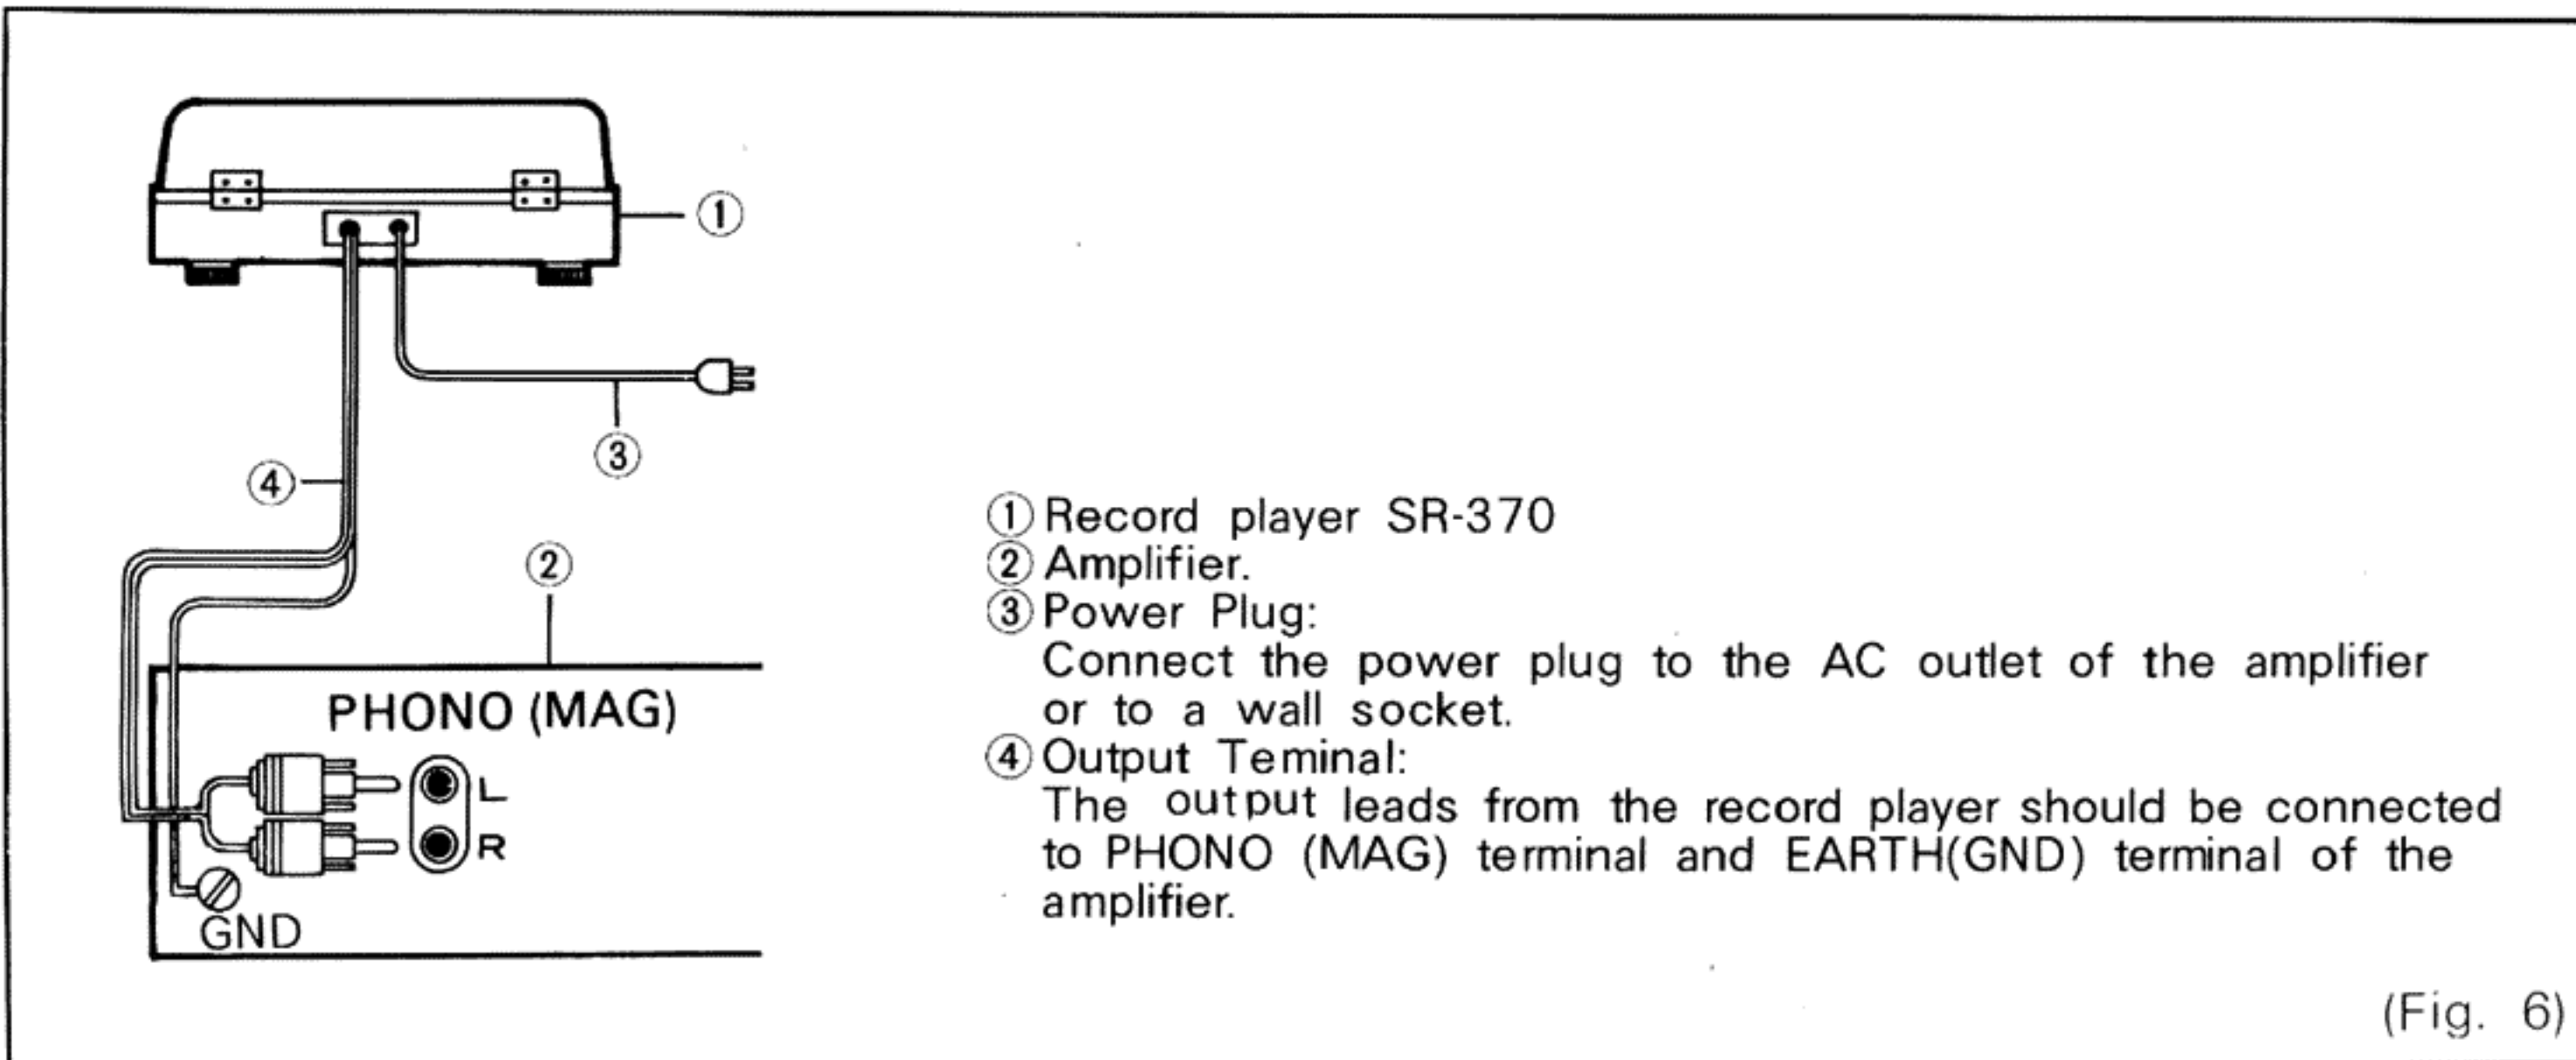 ①
③
④
②
PHONO (MAG)
L
R
GND
① Record player SR-370
② Amplifier.
③ Power Plug:
Connect the power plug to the AC outlet of the amplifier
or to a wall socket.
④ Output Teminal:
The output leads from the record player should be connected
to PHONO (MAG) terminal and EARTH(GND) terminal of the
amplifier.
(Fig. 6)